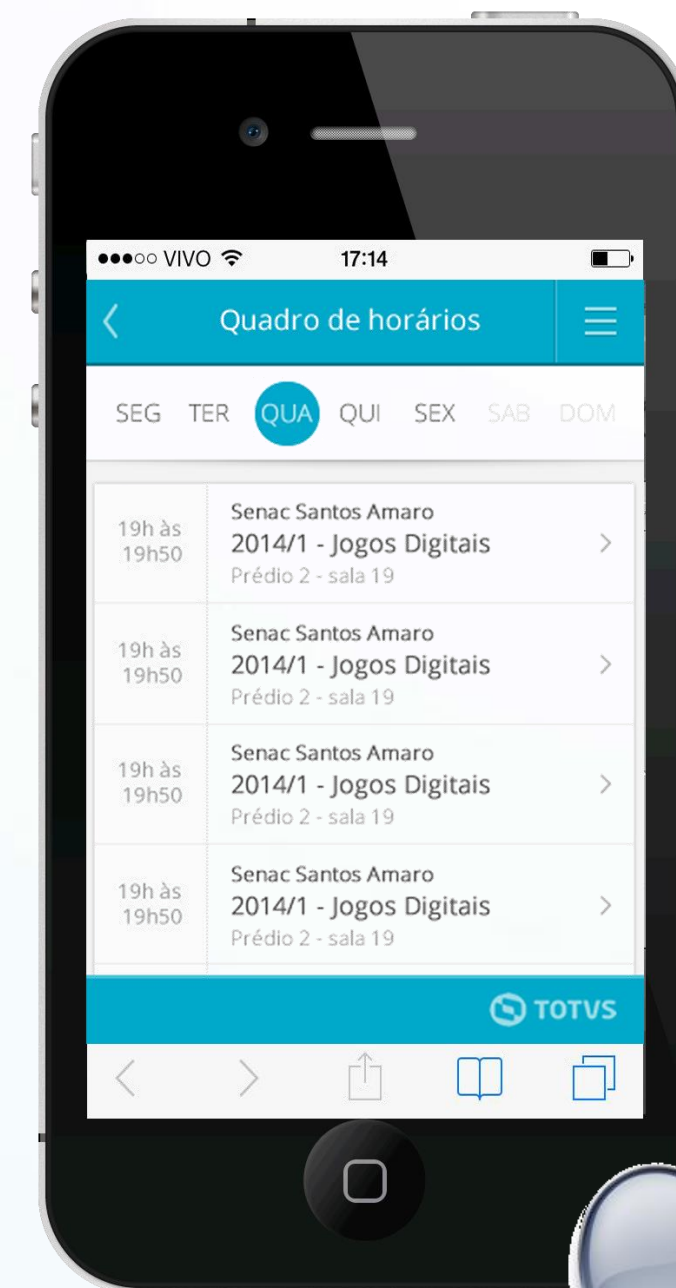 VIVO 17:14
Quadro de horários
SEG TER QUA QUI SEX SAB DOM
19h às
19h50
Senac Santos Amaro
2014/1 - Jogos Digitais
Prédio 2 - sala 19
19h às
19h50
Senac Santos Amaro
2014/1 - Jogos Digitais
Prédio 2 - sala 19
19h às
19h50
Senac Santos Amaro
2014/1 - Jogos Digitais
Prédio 2 - sala 19
19h às
19h50
Senac Santos Amaro
2014/1 - Jogos Digitais
Prédio 2 - sala 19
TOTVS